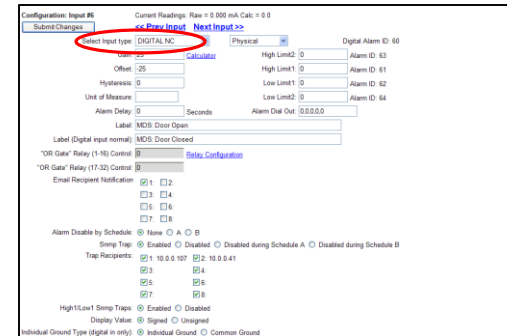 Configuration: Input #6 Current Readings: Raw = 0.000 mA Calc = 0.0
Submit Changes << Prev Input Next Input >>
Select Input type: DIGITAL NC Physical Digital Alarm ID: 60
Gain: 25 Calculator High Limit2: 0 Alarm ID: 63
Offset: -25 High Limit1: 0 Alarm ID: 61
Hysteresis: 0 Low Limit1: 0 Alarm ID: 62
Unit of Measure: Low Limit2: 0 Alarm ID: 64
Alarm Delay: 0 Seconds Alarm Dial Out: 0,0,0,0,0
Label: MDS: Door Open
Label (Digital input normal): MDS: Door Closed
"OR Gate" Relay (1-16) Control: 0 Relay Configuration
"OR Gate" Relay (17-32) Control: 0
Email Recipient Notification 1: 2:
3: 4:
5: 6:
7: 8:
Alarm Disable by Schedule: None A B
Snmp Trap: Enabled Disabled Disabled during Schedule A Disabled during Schedule B
Trap Recipients: 1: 10.0.0.107 2: 10.0.0.41
3: 4:
5: 6:
7: 8:
High1/Low1 Snmp Traps: Enabled Disabled
Display Value: Signed Unsigned
Individual Ground Type (digital in only): Individual Ground Common Ground